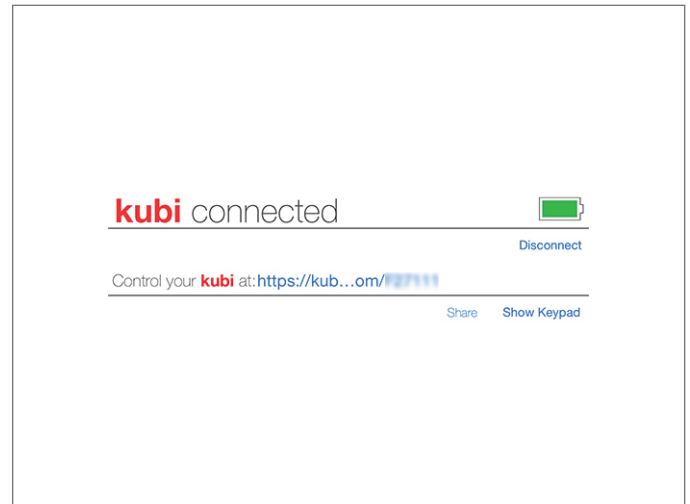 kubi connected
Disconnect
Control your kubi at:https://kub...om/
Share Show Keypad